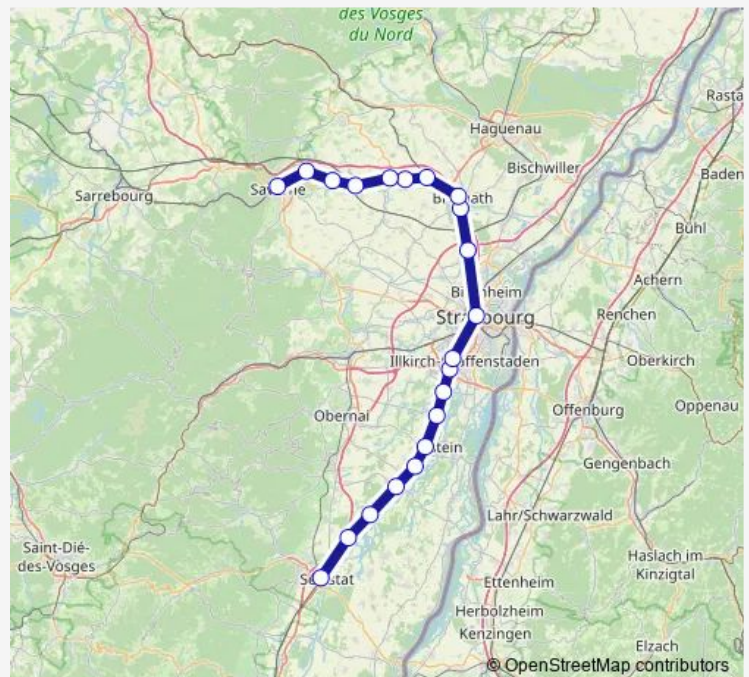 des Vosges
du Nord
Rasta
Haguenau
Bischwiller
Baden
Sarrebourg
Bühl
Achern
Strasbourg
Renchen
Oberkirch
Obernai
Offenburg
Oppenau
Gengenbach
Lahr/Schwarzwald
Saint-Dié-
des-Vosges
Haslach im
Kinzigtal
Ettenheim
Herbolzheim
Kenzingen
Elzach
© OpenStreetMap contributors